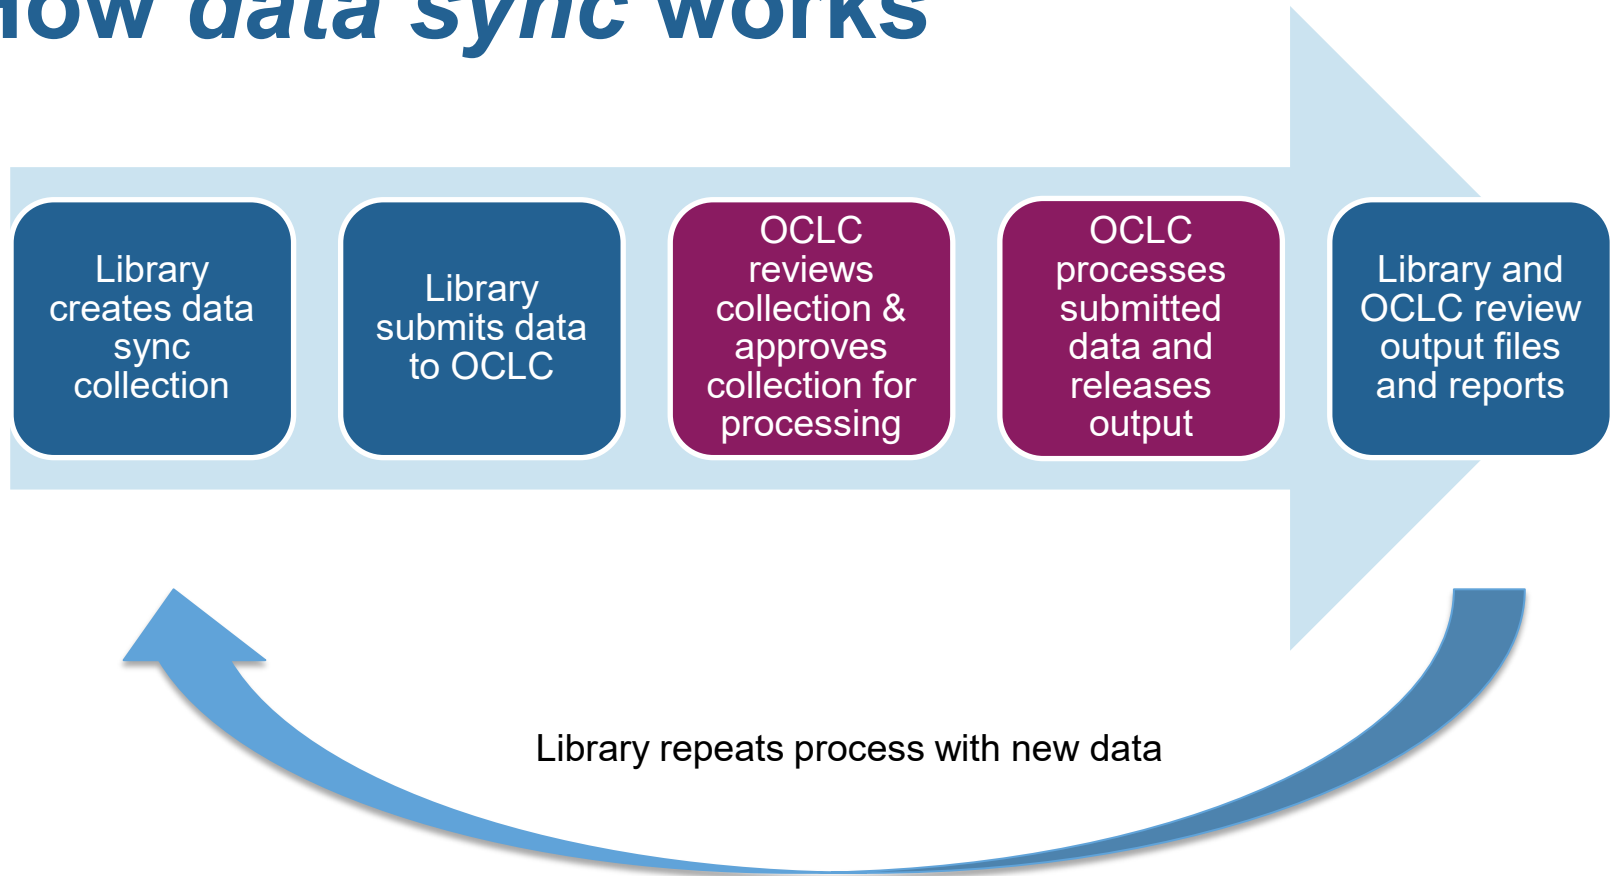 How data sync works
Library
creates data
sync
collection
Library
submits data
to OCLC
OCLC
reviews
collection &
approves
collection for
processing
OCLC
processes
submitted
data and
releases
output
Library and
OCLC review
output files
and reports
Library repeats process with new data